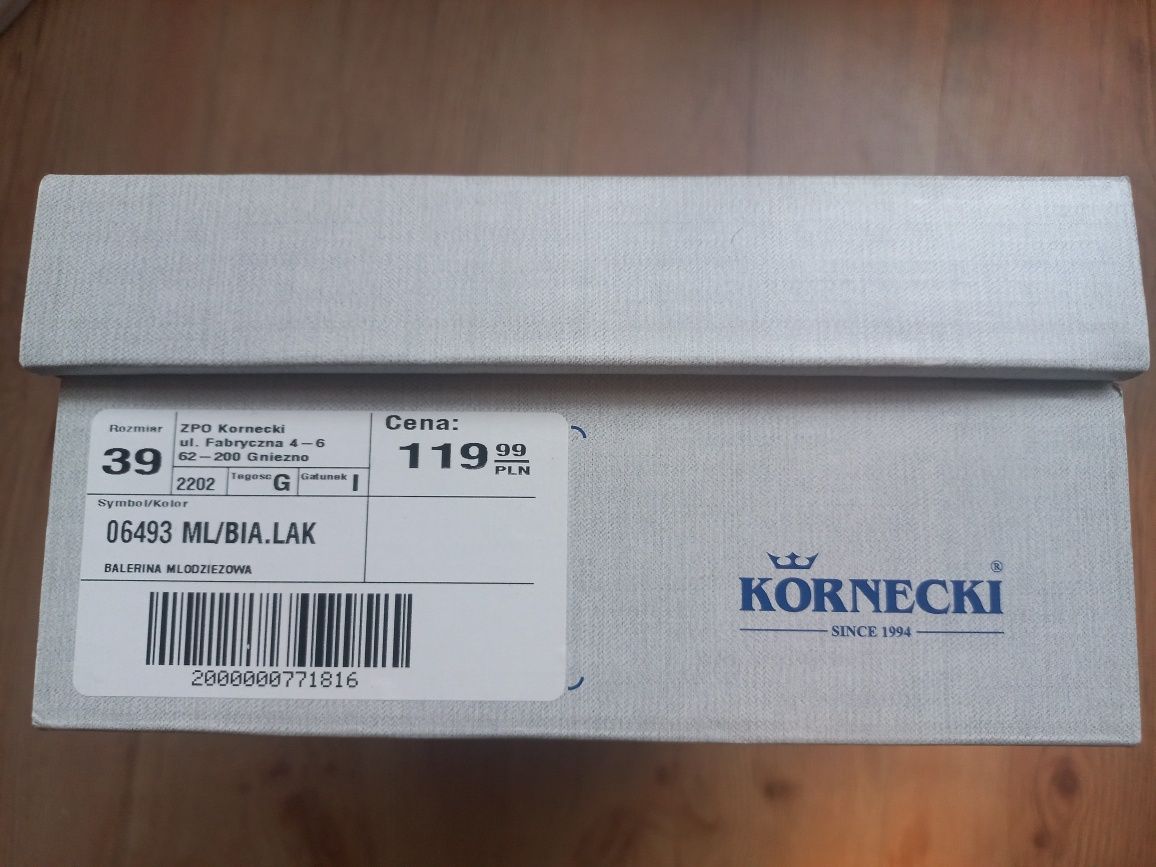 Rozmiar
39
ZPO Kornecki
ul. Fabryczna 4-6
62-200 Gniezno
2202
Tegosc G
Gatunek I
Cena:
119 99
PLN
Symbol/Kolor
06493 ML/BIA.LAK
BALERINA MLODZIEZOWA
2000000771816
KORNECKI ®
SINCE 1994